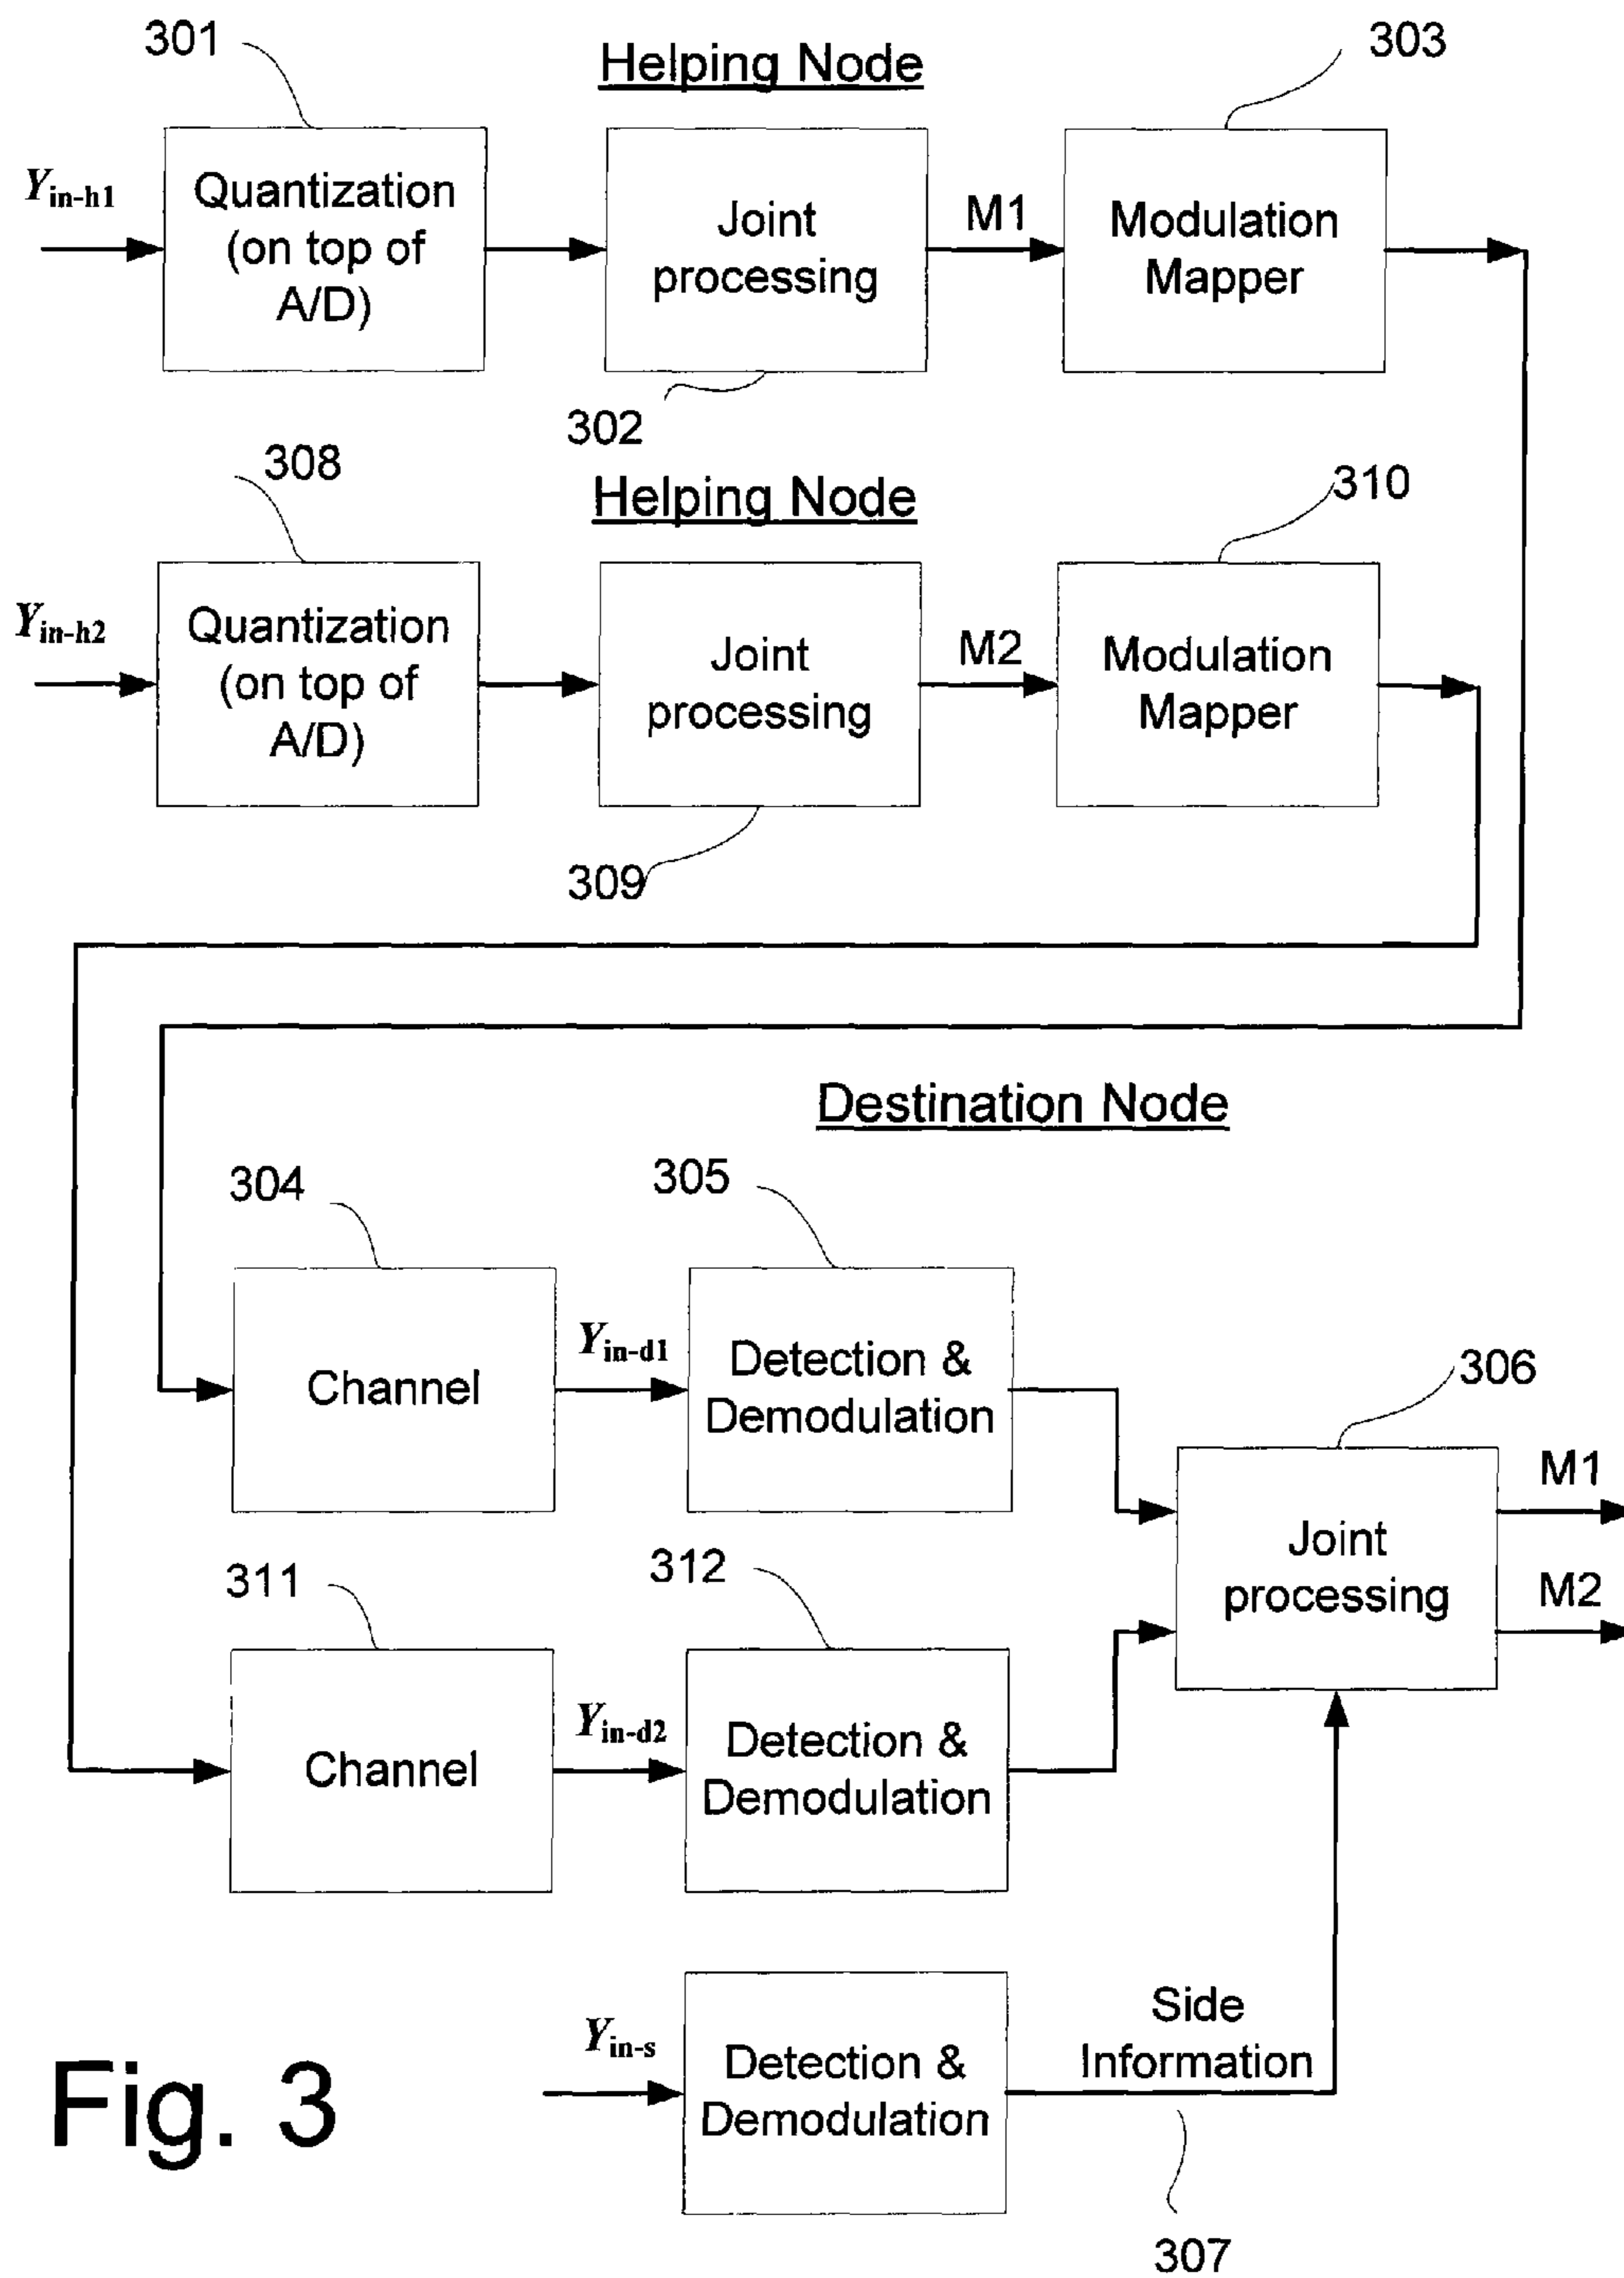 301
Helping Node
303
Yin-h1
Quantization
(on top of
A/D)
Joint
processing
M1
Modulation
Mapper
302
308
Helping Node
310
Yin-h2
Quantization
(on top of
A/D)
Joint
processing
M2
Modulation
Mapper
309
Destination Node
304
305
Channel
Yin-d1
Detection &
Demodulation
306
Joint
processing
M1
M2
311
312
Channel
Yin-d2
Detection &
Demodulation
Yin-s
Detection &
Demodulation
Side
Information
307
Fig. 3